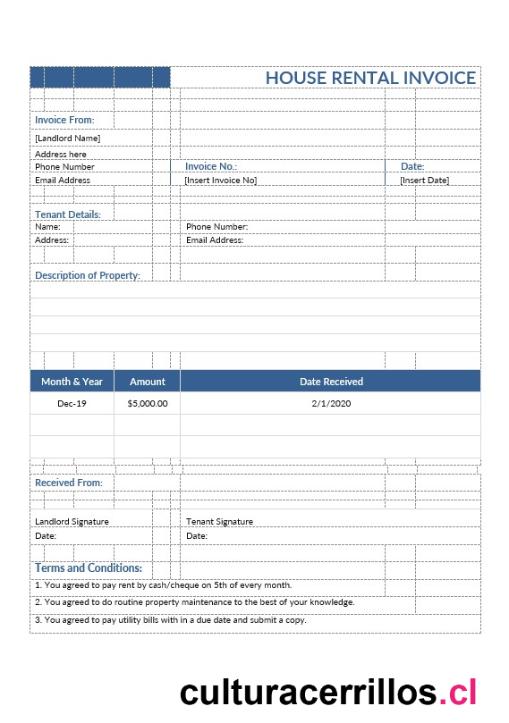 HOUSE RENTAL INVOICE
Invoice From:
[Landlord Name]
Address here
Phone Number Invoice No.: Date:
Email Address [Insert Invoice No] [Insert Date]
Tenant Details:
Name: Phone Number:
Address: Email Address:
Description of Property:
Month & Year Amount Date Received
Dec-19 $5,000.00 2/1/2020
Received From:
Landlord Signature Tenant Signature
Date: Date:
Terms and Conditions:
1. You agreed to pay rent by cash/cheque on 5th of every month.
2. You agreed to do routine property maintenance to the best of your knowledge.
3. You agreed to pay utility bills with in a due date and submit a copy.
culturacerrillos.cl